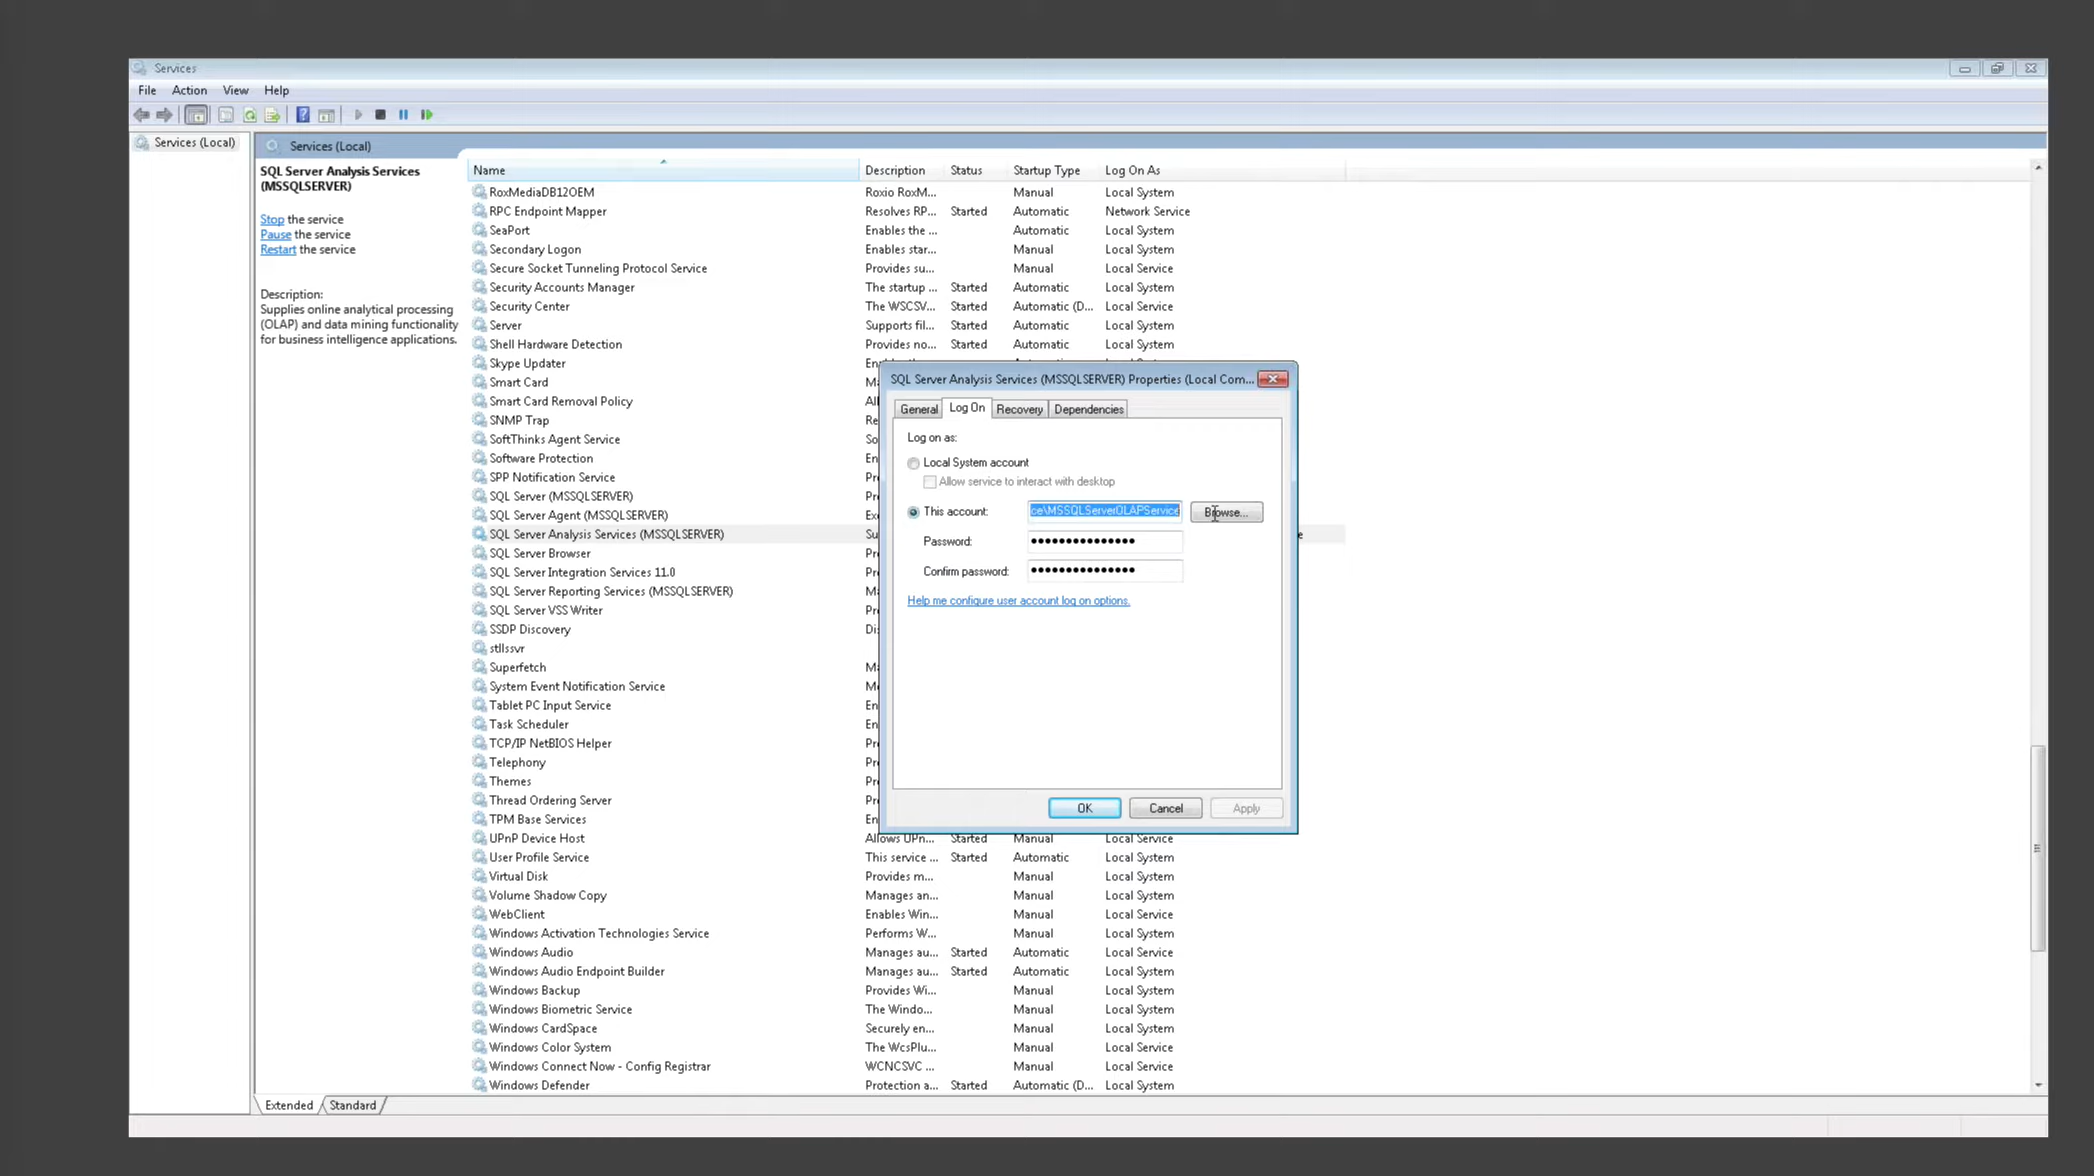 Services
File Action View Help
Services (Local)
Services (Local)
SQL Server Analysis Services
(MSSQLSERVER)
Stop the service
Pause the service
Restart the service
Description:
Supplies online analytical processing
(OLAP) and data mining functionality
for business intelligence applications.
Name Description Status Startup Type Log On As
RoxMediaDB12OEM Roxio RoxM... Manual Local System
RPC Endpoint Mapper Resolves RP... Started Automatic Network Service
SeaPort Enables the ... Automatic Local System
Secondary Logon Enables star... Manual Local System
Secure Socket Tunneling Protocol Service Provides su... Manual Local Service
Security Accounts Manager The startup ... Started Automatic Local System
Security Center The WSCSV... Started Automatic (D... Local Service
Server Supports fil... Started Automatic Local System
Shell Hardware Detection Provides no... Started Automatic Local System
Skype Updater
Smart Card
Smart Card Removal Policy
SNMP Trap
SoftThinks Agent Service
Software Protection
SPP Notification Service
SQL Server (MSSQLSERVER)
SQL Server Agent (MSSQLSERVER)
SQL Server Analysis Services (MSSQLSERVER)
SQL Server Browser
SQL Server Integration Services 11.0
SQL Server Reporting Services (MSSQLSERVER)
SQL Server VSS Writer
SSDP Discovery
stllssvr
Superfetch
System Event Notification Service
Tablet PC Input Service
Task Scheduler
TCP/IP NetBIOS Helper
Telephony
Themes
Thread Ordering Server
TPM Base Services
UPnP Device Host Allows UPn... Started Manual Local Service
User Profile Service This service ... Started Automatic Local System
Virtual Disk Provides m... Manual Local System
Volume Shadow Copy Manages an... Manual Local System
WebClient Enables Win... Manual Local Service
Windows Activation Technologies Service Performs W... Manual Local System
Windows Audio Manages au... Started Automatic Local Service
Windows Audio Endpoint Builder Manages au... Started Automatic Local System
Windows Backup Provides Wi... Manual Local System
Windows Biometric Service The Windo... Manual Local System
Windows CardSpace Securely en... Manual Local System
Windows Color System The WcsPlu... Manual Local Service
Windows Connect Now - Config Registrar WCNCSVC ... Manual Local Service
Windows Defender Protection a... Started Automatic (D... Local System
Extended Standard
SQL Server Analysis Services (MSSQLSERVER) Properties (Local Com...
General Log On Recovery Dependencies
Log on as:
Local System account
Allow service to interact with desktop
This account: ce\MSSQLServerOLAPService Browse...
Password: •••••••••••••••
Confirm password: •••••••••••••••
Help me configure user account log on options.
OK Cancel Apply